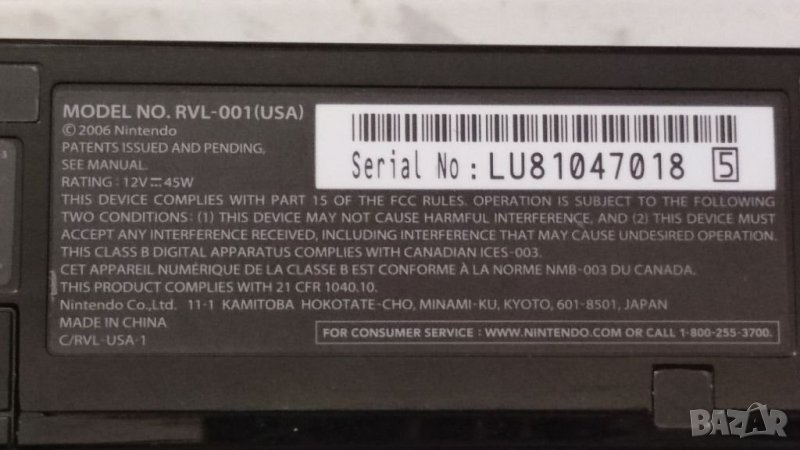 MODEL NO. RVL-001(USA)
© 2006 Nintendo
PATENTS ISSUED AND PENDING,
SEE MANUAL.
RATING: 12V⎓45W
Serial No : LU81047018 5
THIS DEVICE COMPLIES WITH PART 15 OF THE FCC RULES. OPERATION IS SUBJECT TO THE FOLLOWING
TWO CONDITIONS: (1) THIS DEVICE MAY NOT CAUSE HARMFUL INTERFERENCE, AND (2) THIS DEVICE MUST
ACCEPT ANY INTERFERENCE RECEIVED, INCLUDING INTERFERENCE THAT MAY CAUSE UNDESIRED OPERATION.
THIS CLASS B DIGITAL APPARATUS COMPLIES WITH CANADIAN ICES-003.
CET APPAREIL NUMÉRIQUE DE LA CLASSE B EST CONFORME À LA NORME NMB-003 DU CANADA.
THIS PRODUCT COMPLIES WITH 21 CFR 1040.10.
Nintendo Co.,Ltd. 11-1 KAMITOBA HOKOTATE-CHO, MINAMI-KU, KYOTO, 601-8501, JAPAN
MADE IN CHINA
C/RVL-USA-1
FOR CONSUMER SERVICE : WWW.NINTENDO.COM OR CALL 1-800-255-3700.
BAZAR